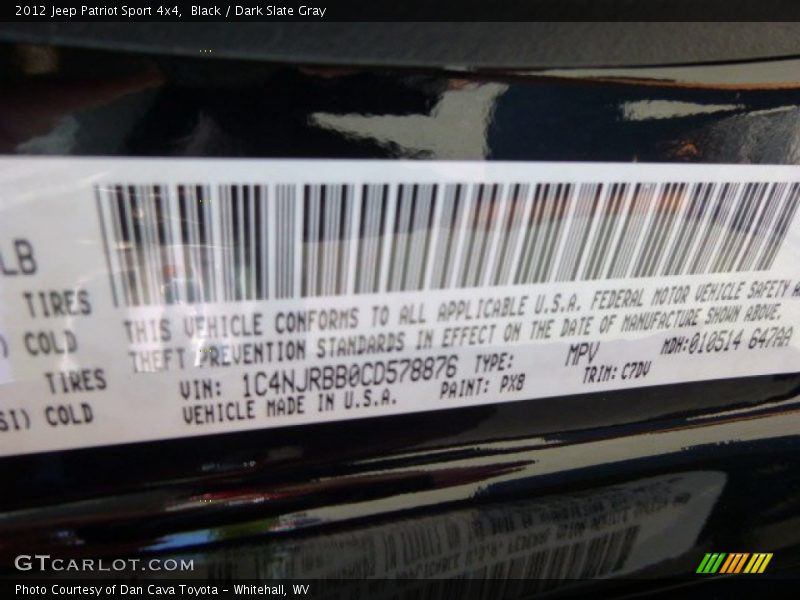 2012 Jeep Patriot Sport 4x4,  Black / Dark Slate Gray
LB
TIRES
) COLD
TIRES
SI) COLD
THIS VEHICLE CONFORMS TO ALL APPLICABLE U.S.A. FEDERAL MOTOR VEHICLE SAFETY A
THEFT PREVENTION STANDARDS IN EFFECT ON THE DATE OF MANUFACTURE SHOWN ABOVE.
VIN: 1C4NJRBB0CD578876 TYPE: MPV MDH:010514 647AA
VEHICLE MADE IN U.S.A. PAINT: PX8 TRIM: C7DV
GTCARLOT.COM
Photo Courtesy of Dan Cava Toyota - Whitehall, WV